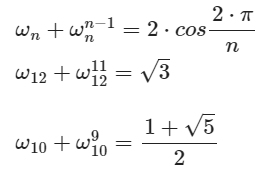 ωₙ + ωₙⁿ⁻¹ = 2 · cos (2 · π)/n
ω₁₂ + ω₁₂¹¹ = √3
ω₁₀ + ω₁₀⁹ = (1 + √5)/2